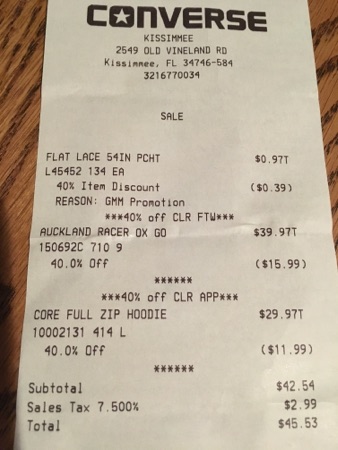 CONVERSE
KISSIMMEE
2549 OLD VINELAND RD
Kissimmee, FL 34746-584
3216770034
SALE
FLAT LACE 54IN PCHT $0.97T
L45452 134 EA
40% Item Discount ($0.39)
REASON: GMM Promotion
***40% off CLR FTW***
AUCKLAND RACER OX GO $39.97T
150692C 710 9
40.0% Off ($15.99)
******
***40% off CLR APP***
CORE FULL ZIP HOODIE $29.97T
10002131 414 L
40.0% Off ($11.99)
******
Subtotal $42.54
Sales Tax 7.500% $2.99
Total $45.53